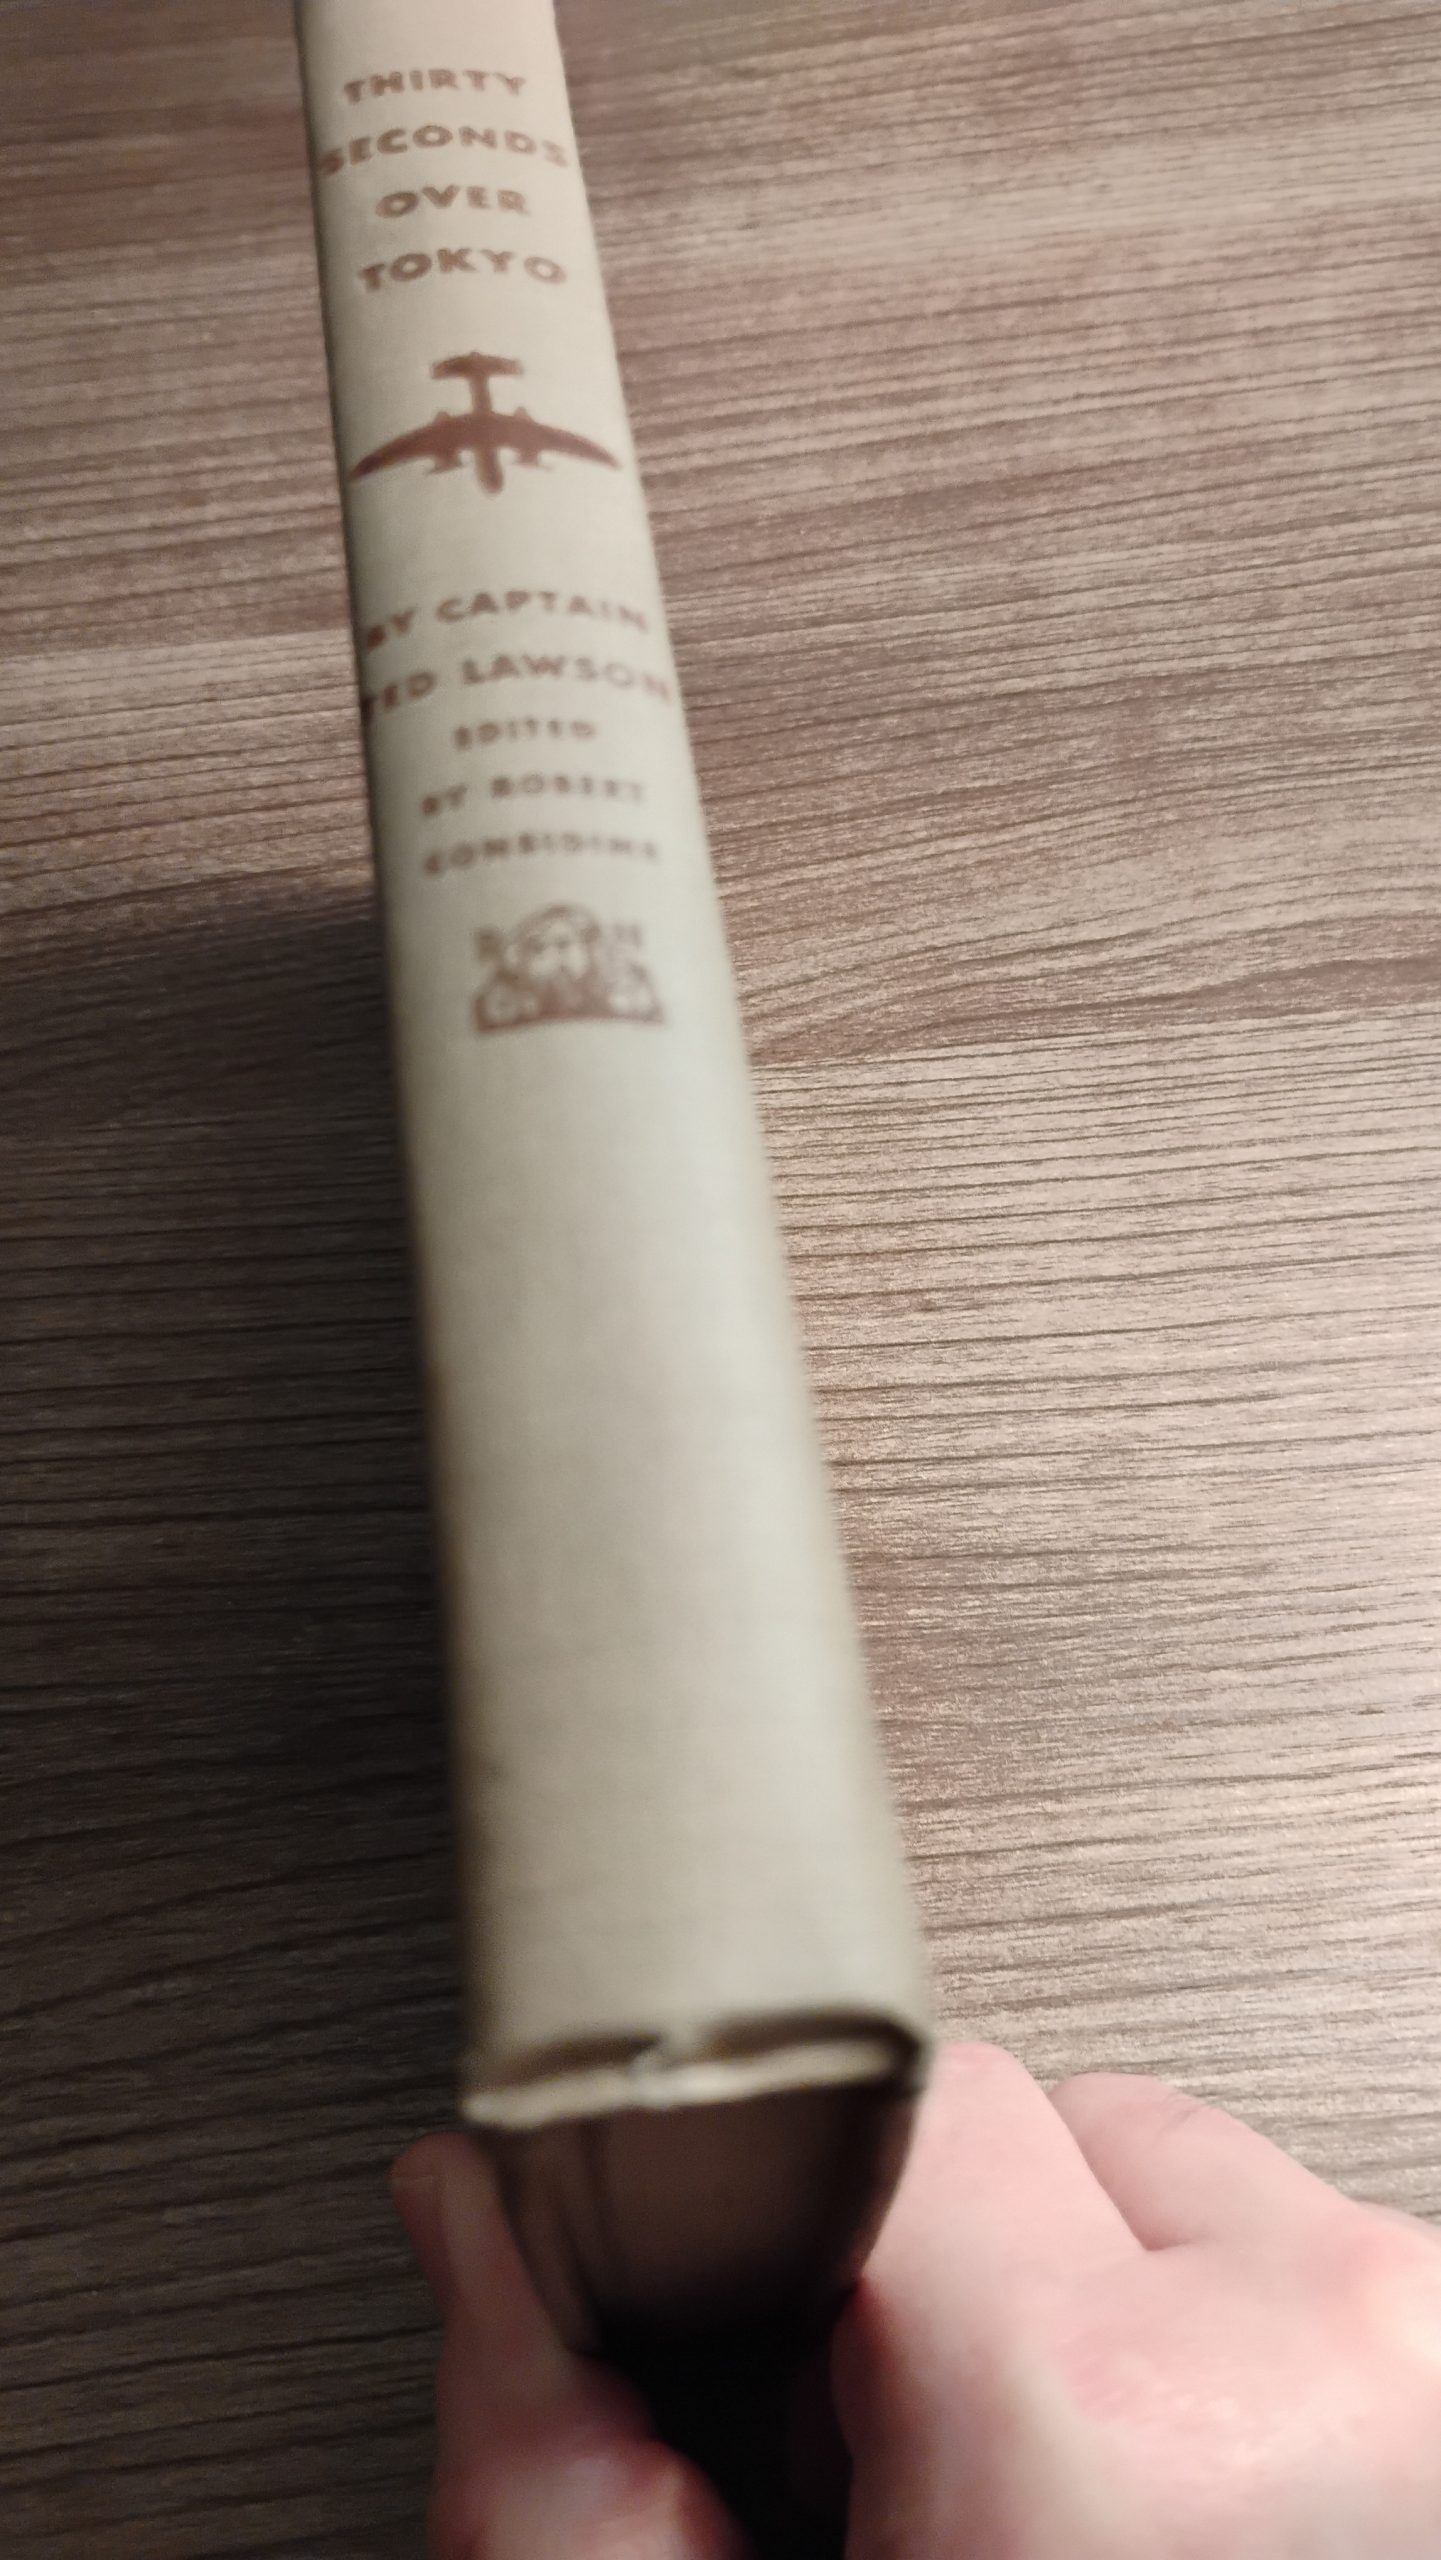 THIRTY
SECONDS
OVER
TOKYO
BY CAPTAIN
TED LAWSON
EDITED
BY ROBERT
CONSIDINE